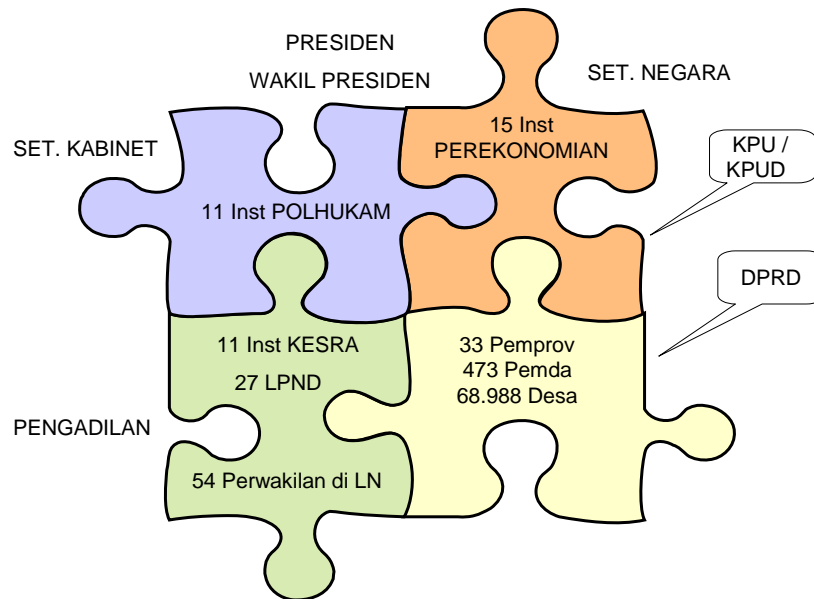 PRESIDEN
WAKIL PRESIDEN
SET. NEGARA
SET. KABINET
15 Inst
PEREKONOMIAN
KPU /
KPUD
11 Inst POLHUKAM
DPRD
11 Inst KESRA
27 LPND
33 Pemprov
473 Pemda
68.988 Desa
PENGADILAN
54 Perwakilan di LN